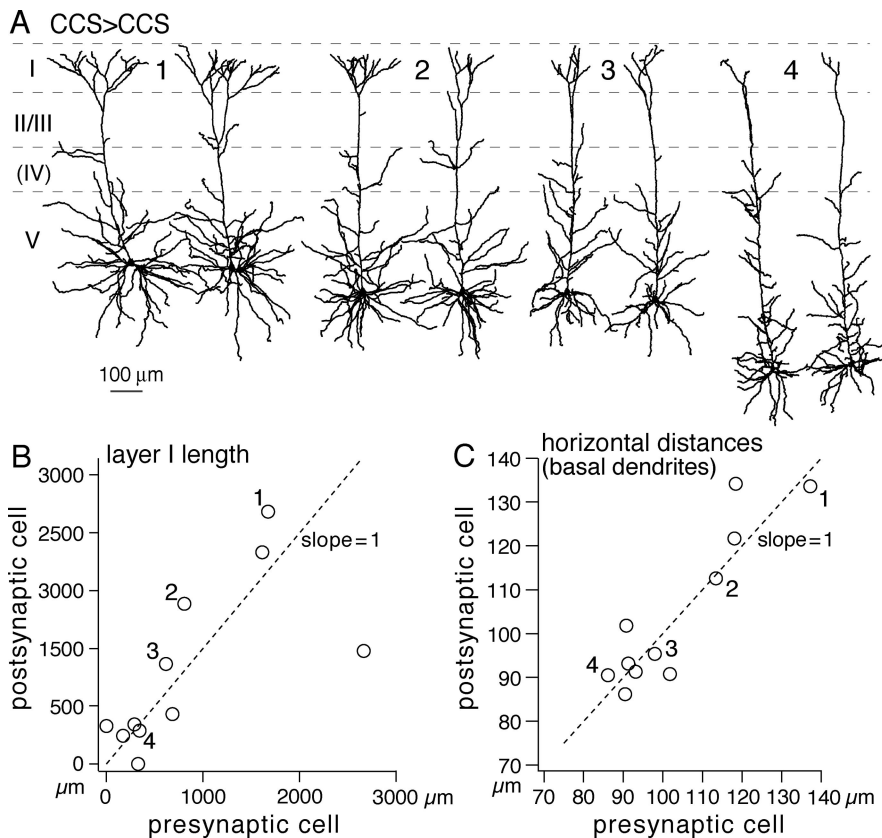 A CCS>CCS
I 1 2 3 4
II/III
(IV)
V
100 µm
B layer I length
3000
2500
3000
1500
500
0
µm
postsynaptic cell
1
2
3
4
slope=1
0 1000 2000 3000 µm
presynaptic cell
C horizontal distances
(basal dendrites)
140
130
120
110
100
90
80
70
µm
postsynaptic cell
1
slope=1
2
3
4
70 80 90 100 110 120 130 140 µm
presynaptic cell